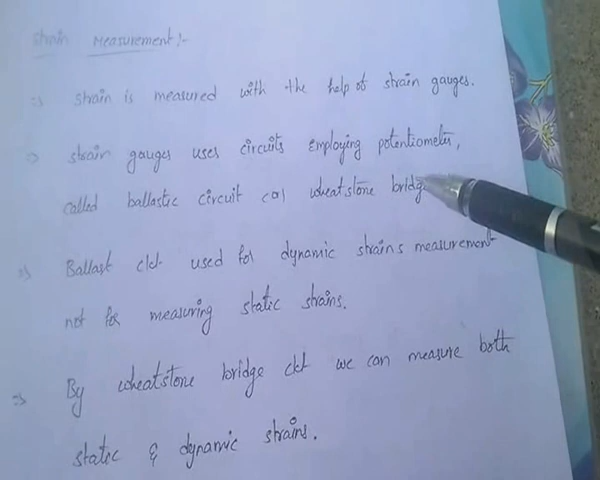 Strain Measurement:-
=> Strain is measured with the help of strain gauges.
=> Strain gauges uses circuits employing potentiometer,
called ballastic circuit (or) wheatstone bridge
=> Ballast ckt used for dynamic strains measurement
not for measuring static strains.
=> By wheatstone bridge ckt we can measure both
static & dynamic strains.